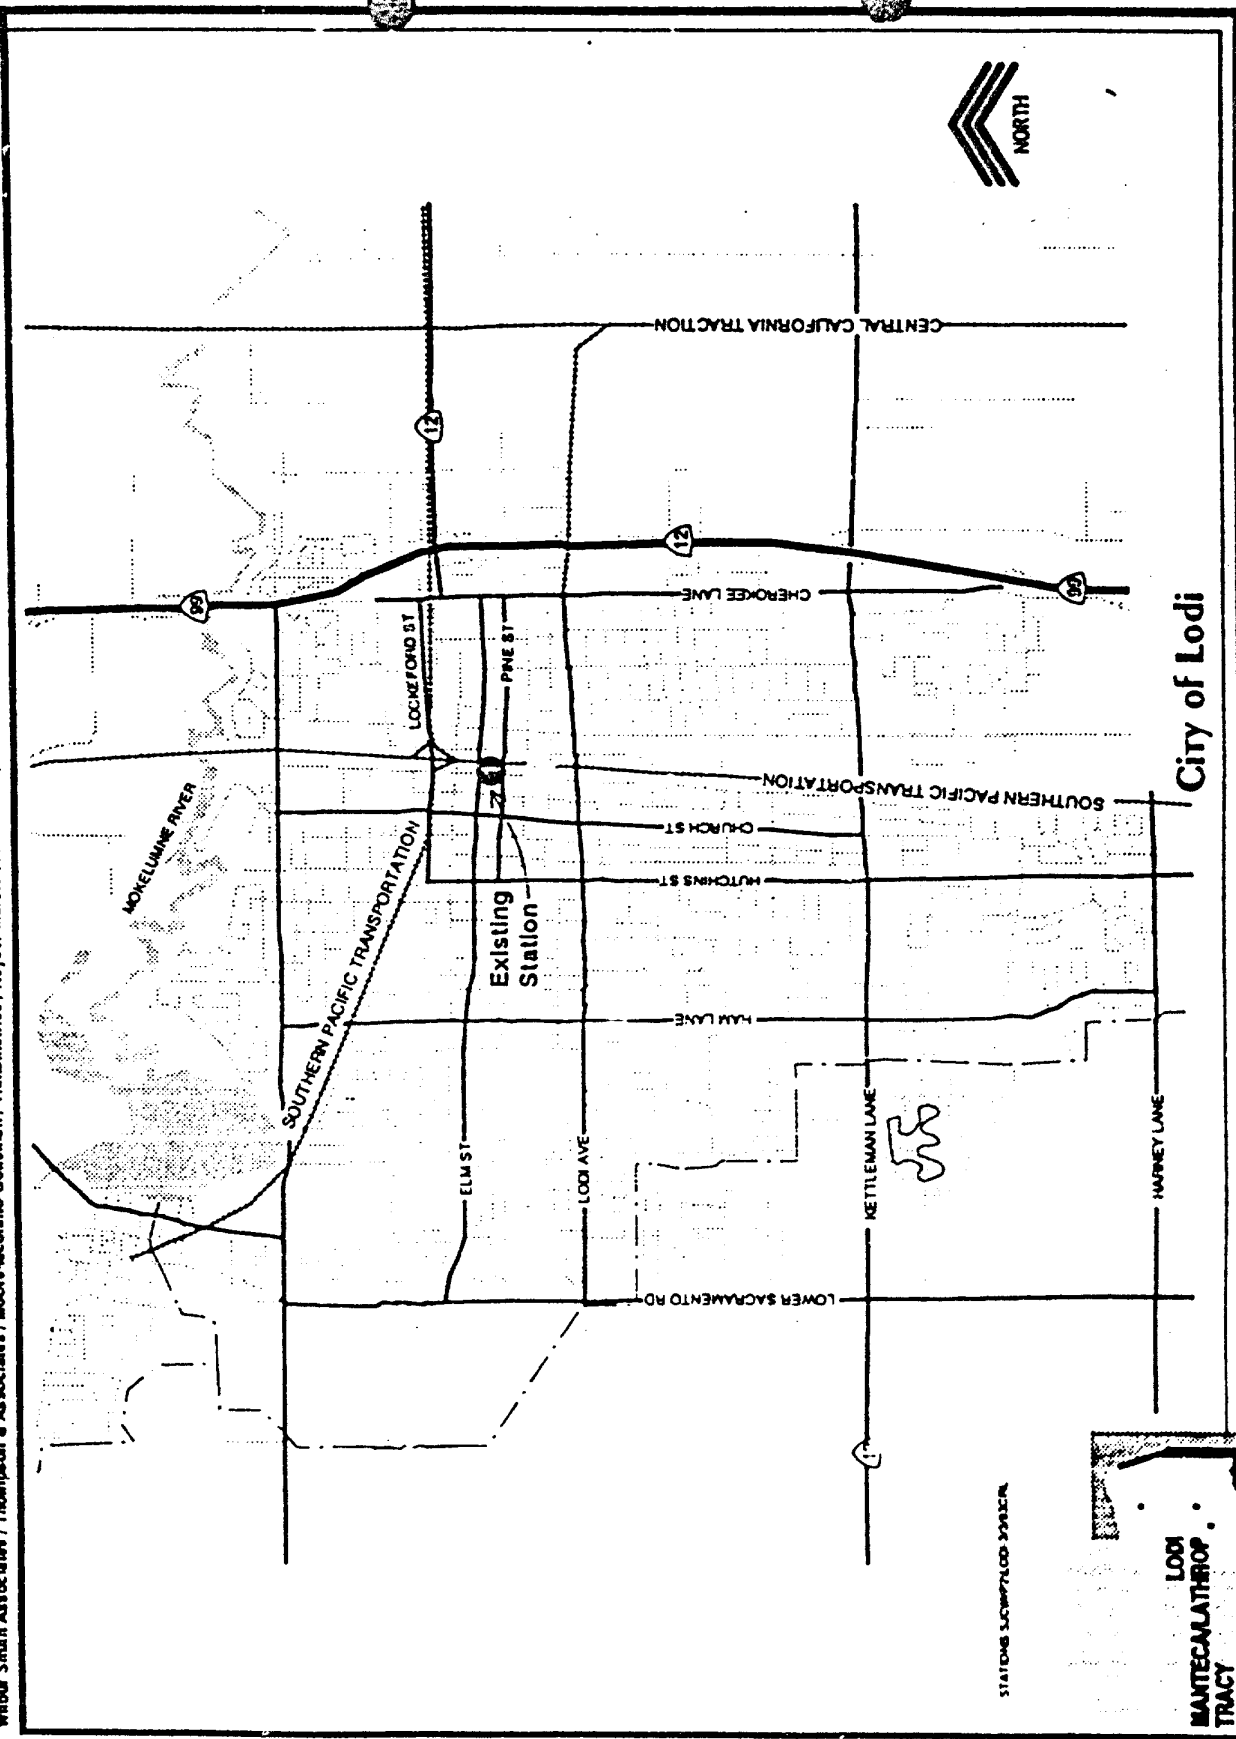 NORTH
CENTRAL CALIFORNIA TRACTION
12
12
99
99
CHEROKEE LANE
LOCKEFORD ST
PINE ST
MOKELUMNE RIVER
SOUTHERN PACIFIC TRANSPORTATION
SOUTHERN PACIFIC TRANSPORTATION
CHURCH ST
HUTCHINS ST
Existing
Station
HAM LANE
ELM ST
LODI AVE
KETTLEMAN LANE
HARNEY LANE
LOWER SACRAMENTO RD
City of Lodi
LODI
MANTECA/LATHROP
TRACY